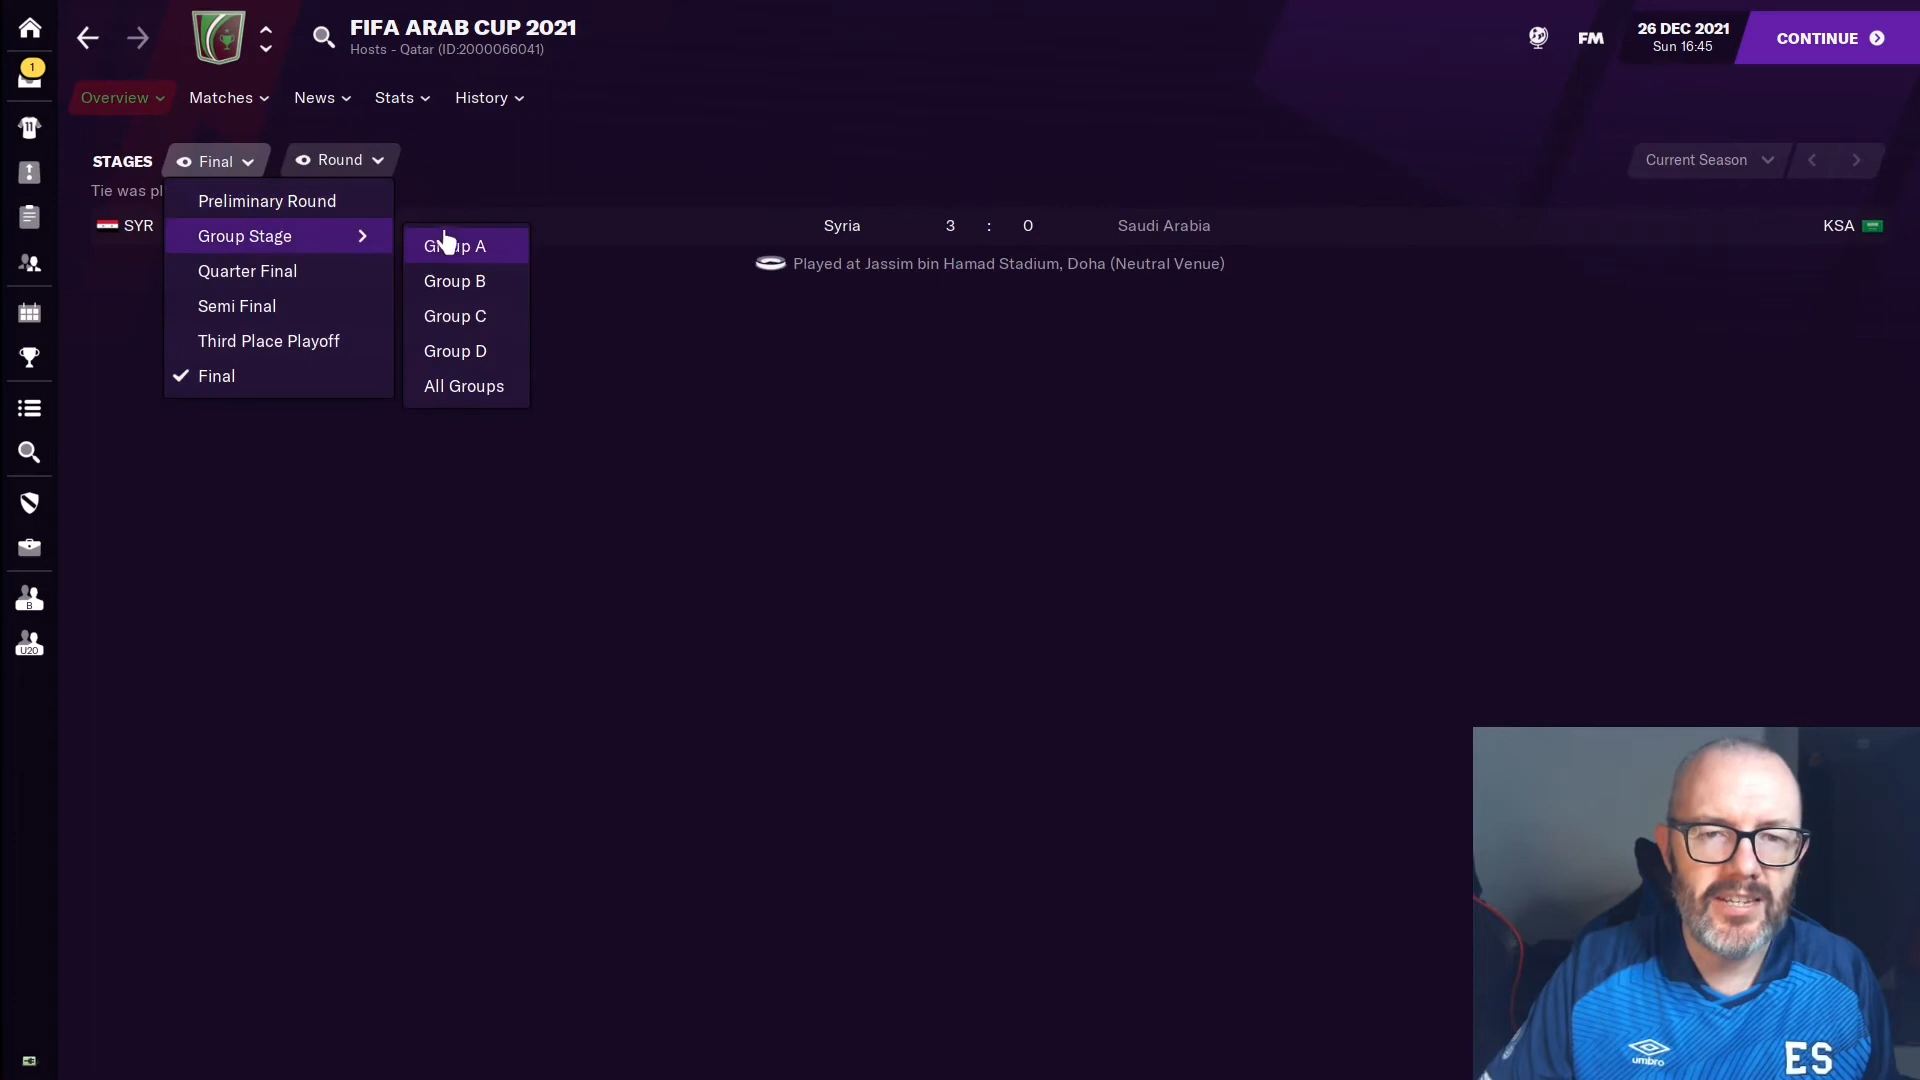 FIFA ARAB CUP 2021
Hosts - Qatar (ID:2000066041)
FM
26 DEC 2021
Sun 16:45
CONTINUE
1
Overview
Matches
News
Stats
History
11
STAGES
Final
Round
Current Season
Tie was pl
Preliminary Round
Group Stage
Quarter Final
Semi Final
Third Place Playoff
Final
Group A
Group B
Group C
Group D
All Groups
SYR
Syria
3 : 0
Saudi Arabia
KSA
Played at Jassim bin Hamad Stadium, Doha (Neutral Venue)
B
U20
umbro
ES